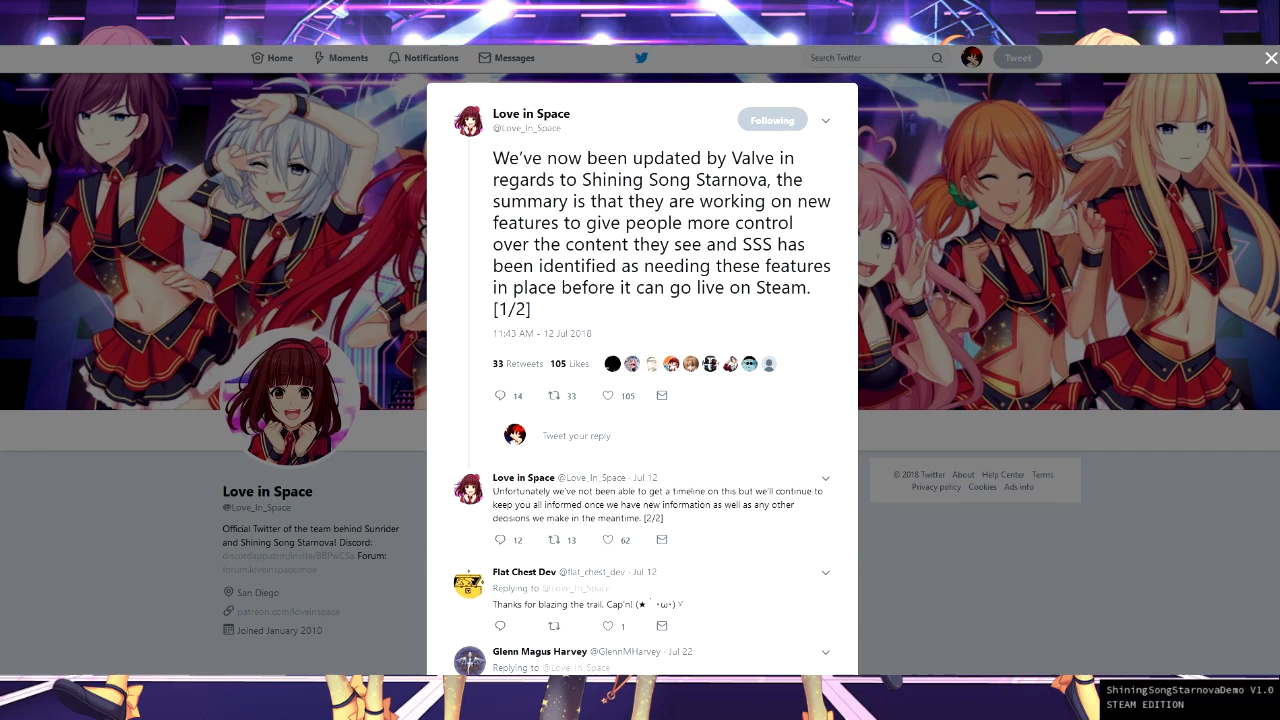 Home
Moments
Notifications
Messages
Search Twitter
Tweet
Love in Space
@Love_In_Space
Following
We've now been updated by Valve in
regards to Shining Song Starnova, the
summary is that they are working on new
features to give people more control
over the content they see and SSS has
been identified as needing these features
in place before it can go live on Steam.
[1/2]
11:43 AM - 12 Jul 2018
33 Retweets 105 Likes
14 33 105
Tweet your reply
Love in Space @Love_In_Space · Jul 12
Unfortunately we've not been able to get a timeline on this but we'll continue to
keep you all informed once we have new information as well as any other
decisions we make in the meantime. [2/2]
12 13 62
Flat Chest Dev @flat_chest_dev · Jul 12
Replying to @Love_In_Space
Thanks for blazing the trail, Cap'n!
1
Glenn Magus Harvey @GlennMHarvey · Jul 22
Replying to @Love_In_Space
Love in Space
@Love_In_Space
Official Twitter of the team behind Sunrider
and Shining Song Starnova! Discord:
discordapp.com/invite/BBPwCSa Forum:
forum.loveinspace.moe
San Diego
patreon.com/loveinspace
Joined January 2010
© 2018 Twitter About Help Center Terms
Privacy policy Cookies Ads info
ShiningSongStarnovaDemo V1.0
STEAM EDITION